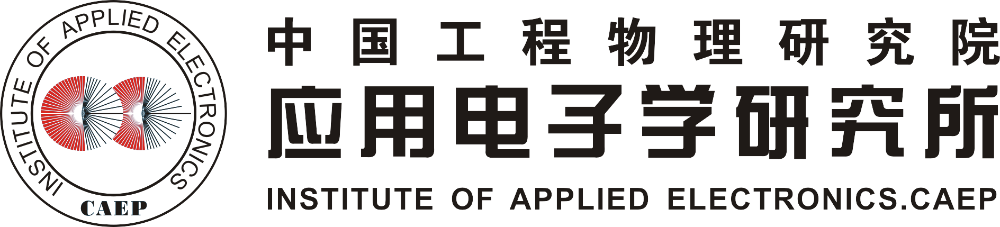 INSTITUTE OF APPLIED ELECTRONICS
CAEP
中国工程物理研究院
应用电子学研究所
INSTITUTE OF APPLIED ELECTRONICS.CAEP